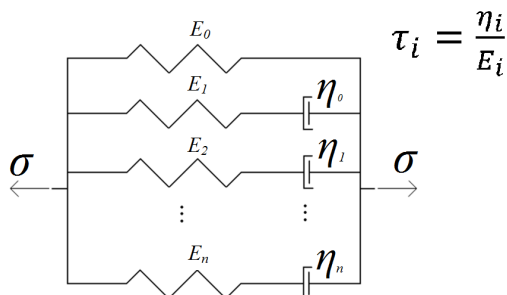 E₀
τᵢ = ηᵢ / Eᵢ
E₁ η₀
E₂ η₁
σ σ
⋮ ⋮
Eₙ ηₙ